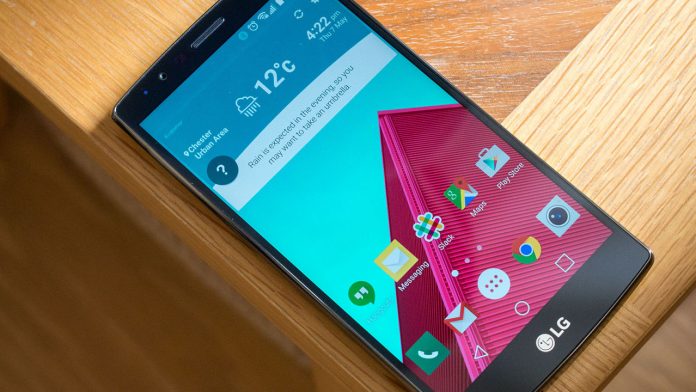 4:22 pm
Thu 7 May
12°c
Chester
Urban Area
?
Rain is expected in the evening, so you
may want to take an umbrella.
Messaging
Slack
Maps
Play Store
LG